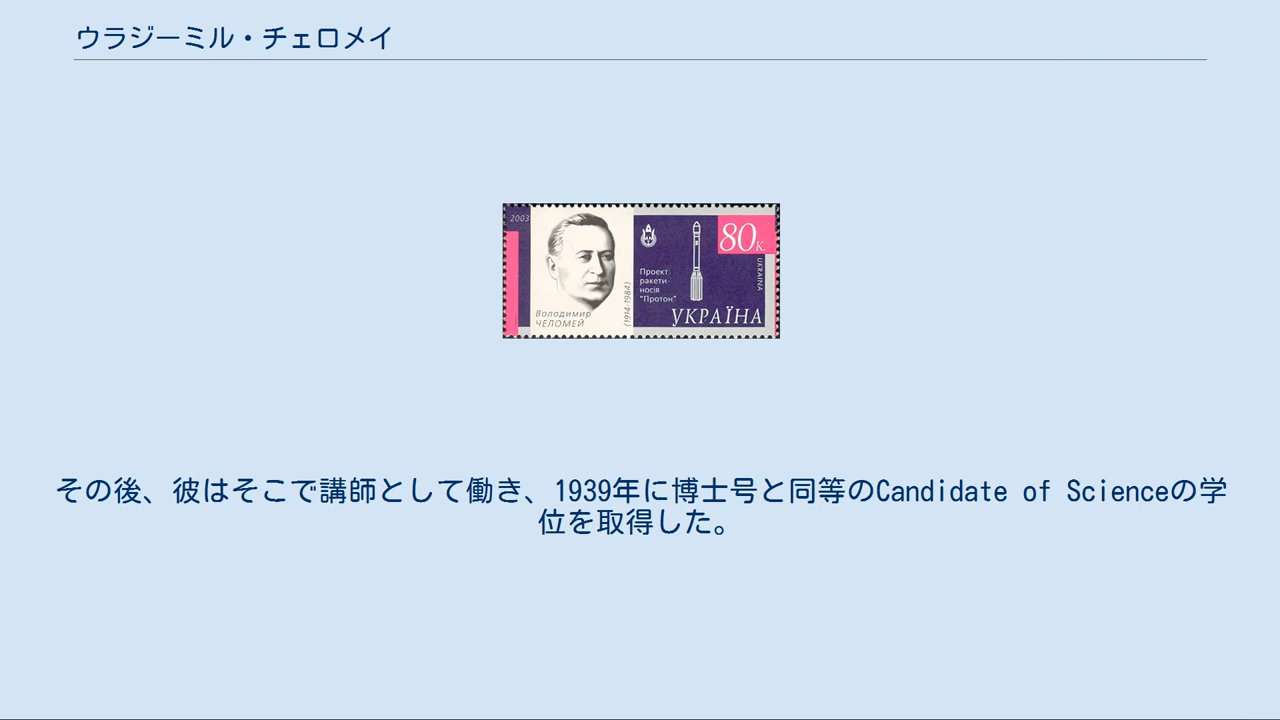 ウラジーミル・チェロメイ
2003
Володимир
ЧЕЛОМЕЙ
(1914-1984)
Проект
ракети-
носія
"Протон"
80к.
UKRAINA
УКРАЇНА
その後、彼はそこで講師として働き、1939年に博士号と同等のCandidate of Scienceの学
位を取得した。